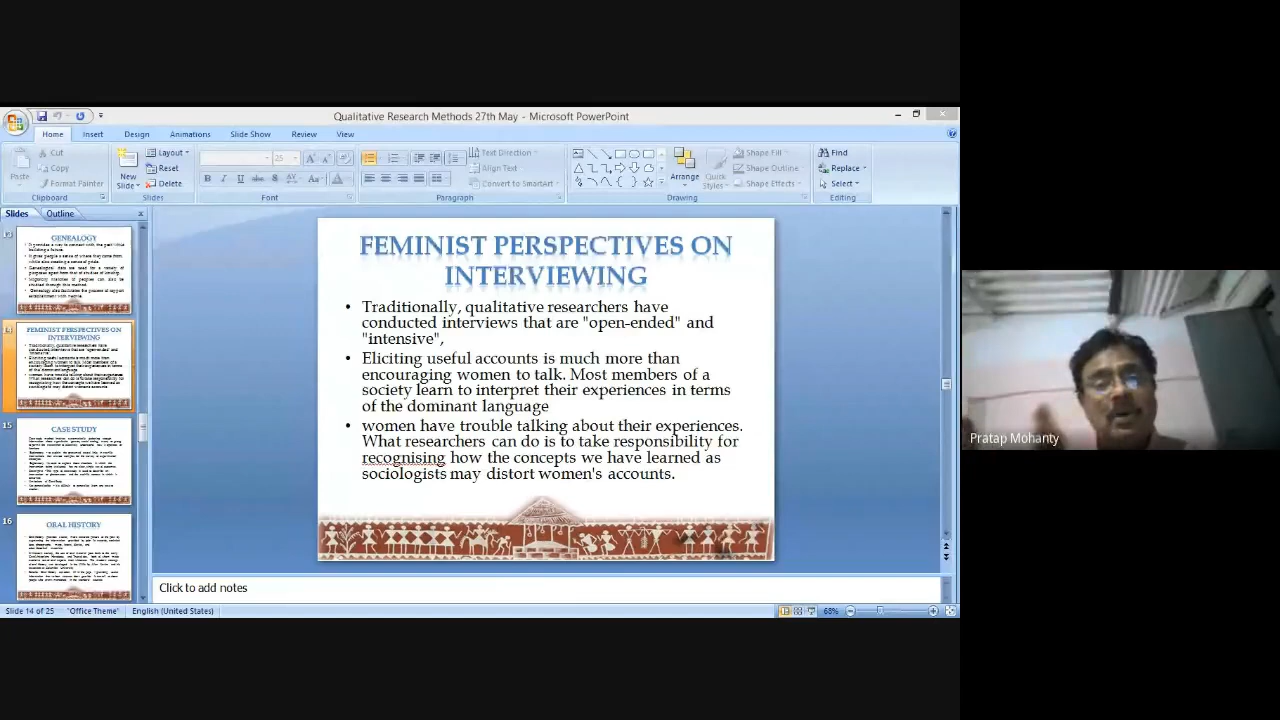 Qualitative Research Methods 27th May - Microsoft PowerPoint
Home Insert Design Animations Slide Show Review View
Paste
Cut
Copy
Format Painter
Clipboard
New Slide
Layout
Reset
Delete
Slides
25
B I U abe S AV Aa A
Font
Text Direction
Align Text
Convert to SmartArt
Paragraph
Arrange
Quick Styles
Shape Fill
Shape Outline
Shape Effects
Drawing
Find
Replace
Select
Editing
Slides Outline
GENEALOGY
14
FEMINIST PERSPECTIVES ON
INTERVIEWING
15
CASE STUDY
16
ORAL HISTORY
FEMINIST PERSPECTIVES ON
INTERVIEWING
• Traditionally, qualitative researchers have
conducted interviews that are "open-ended" and
"intensive",
• Eliciting useful accounts is much more than
encouraging women to talk. Most members of a
society learn to interpret their experiences in terms
of the dominant language
• women have trouble talking about their experiences.
What researchers can do is to take responsibility for
recognising how the concepts we have learned as
sociologists may distort women's accounts.
Click to add notes
Slide 14 of 25 "Office Theme" English (United States) 68%
Pratap Mohanty